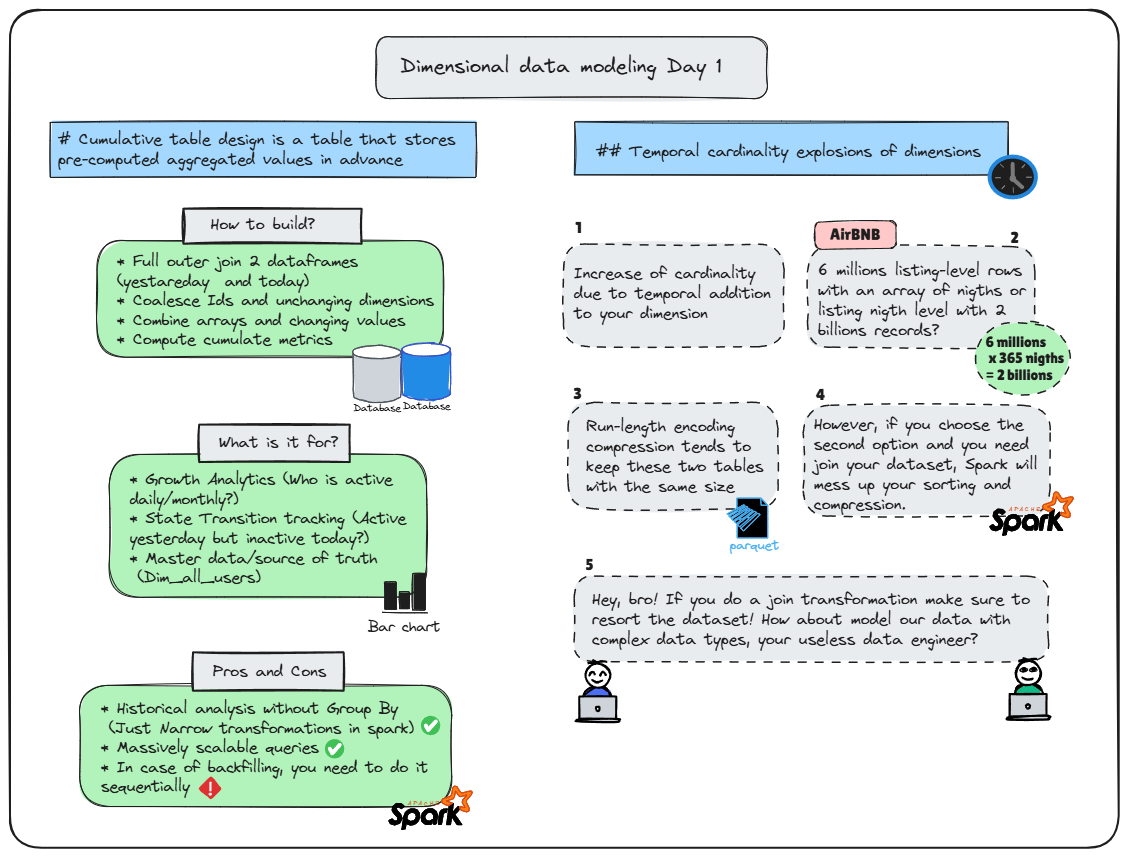 Dimensional data modeling Day 1
# Cumulative table design is a table that stores
pre-computed aggregated values in advance
How to build?
* Full outer join 2 dataframes
(yestareday and today)
* Coalesce Ids and unchanging dimensions
* Combine arrays and changing values
* Compute cumulate metrics
Database Database
What is it for?
* Growth Analytics (Who is active
daily/monthly?)
* State Transition tracking (Active
yesterday but inactive today?)
* Master data/source of truth
(Dim_all_users)
Bar chart
Pros and Cons
* Historical analysis without Group By
(Just Narrow transformations in spark)
* Massively scalable queries
* In case of backfilling, you need to do it
sequentially
APACHE
Spark
## Temporal cardinality explosions of dimensions
1
Increase of cardinality
due to temporal addition
to your dimension
AirBNB
2
6 millions listing-level rows
with an array of nigths or
listing nigth level with 2
billions records?
6 millions
x 365 nigths
= 2 billions
3
Run-length encoding
compression tends to
keep these two tables
with the same size
parquet
4
However, if you choose the
second option and you need
join your dataset, Spark will
mess up your sorting and
compression.
APACHE
Spark
5
Hey, bro! If you do a join transformation make sure to
resort the dataset! How about model our data with
complex data types, your useless data engineer?